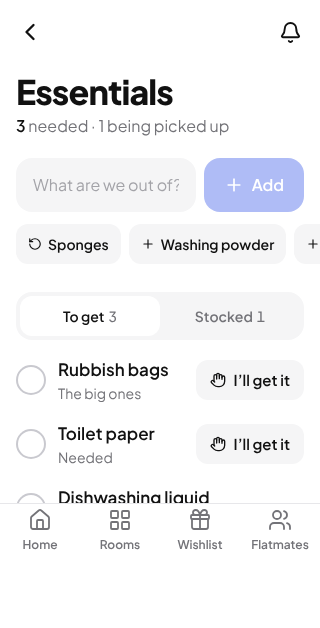 Essentials
3 needed · 1 being picked up
What are we out of?
Add
Sponges
Washing powder
To get 3
Stocked 1
Rubbish bags
The big ones
I'll get it
Toilet paper
Needed
I'll get it
Dishwashing liquid
Home
Rooms
Wishlist
Flatmates